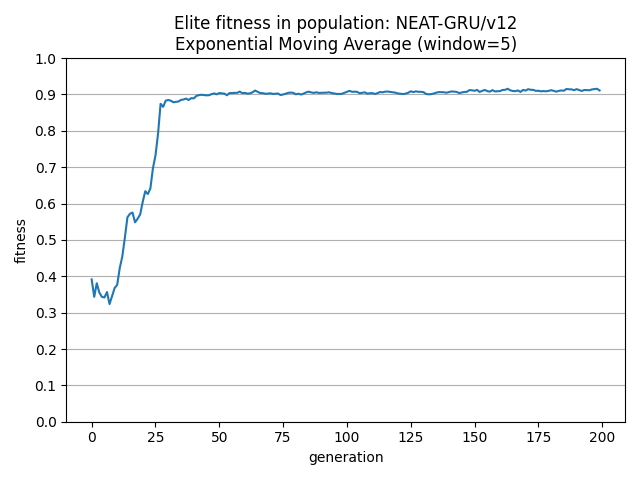 Elite fitness in population: NEAT-GRU/v12
Exponential Moving Average (window=5)
fitness
1.0
0.9
0.8
0.7
0.6
0.5
0.4
0.3
0.2
0.1
0.0
0 25 50 75 100 125 150 175 200
generation